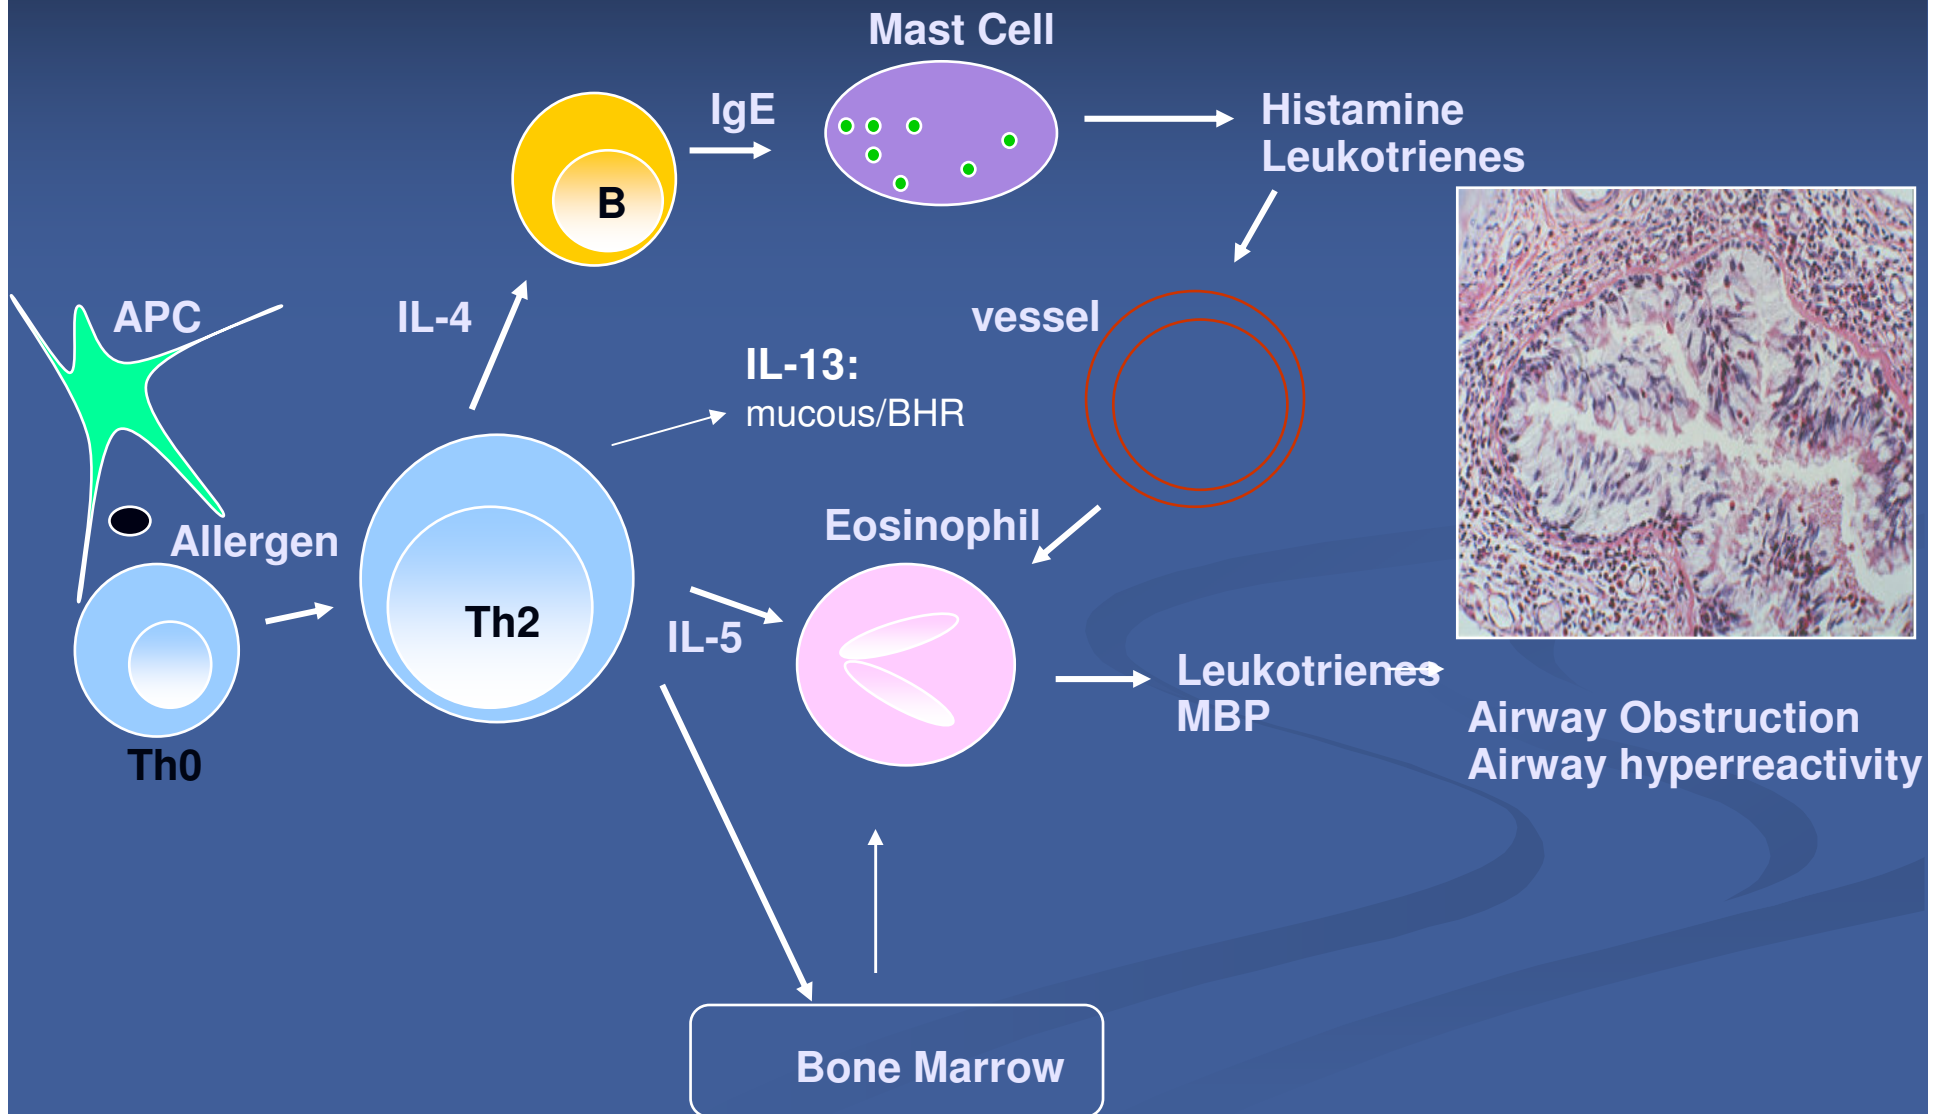 Mast Cell
IgE
Histamine
Leukotrienes
B
APC
IL-4
vessel
IL-13:
mucous/BHR
Allergen
Eosinophil
Th2
IL-5
Leukotrienes
MBP
Th0
Airway Obstruction
Airway hyperreactivity
Bone Marrow